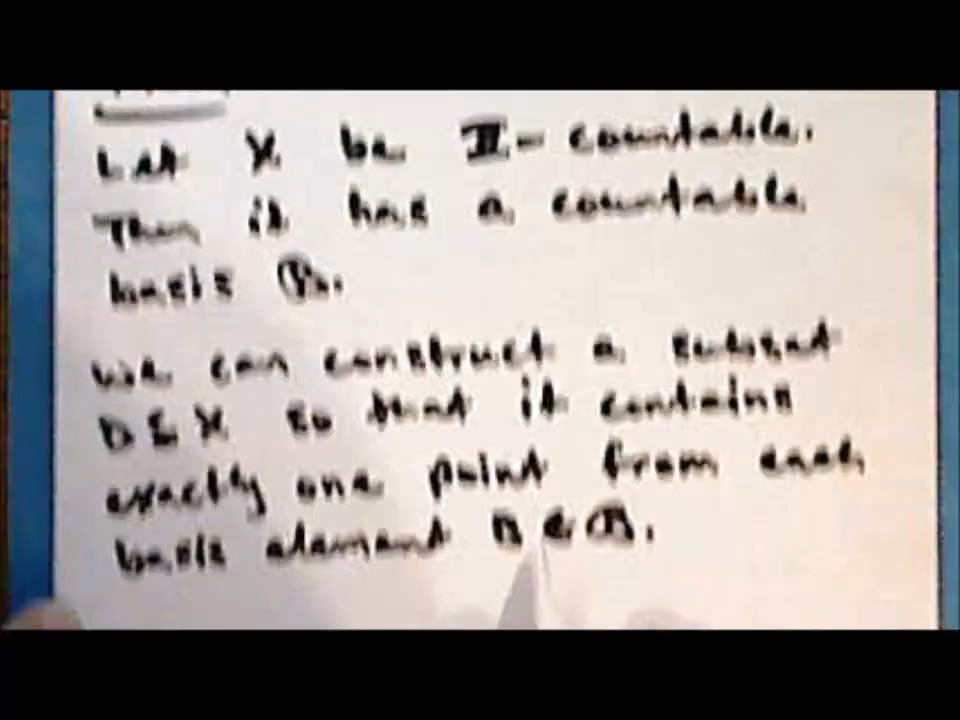 Let X be II-countable.
Then it has a countable
basis ℬ.
We can construct a subset
D ⊆ X so that it contains
exactly one point from each
basis element B ∈ ℬ.